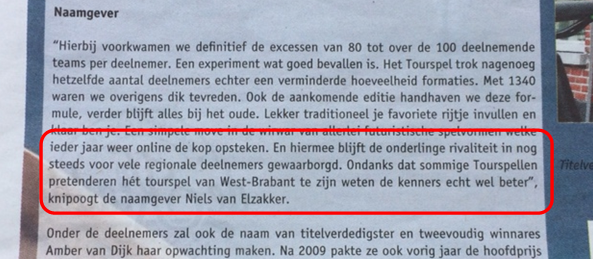 Naamgever
"Hierbij voorkwamen we definitief de excessen van 80 tot over de 100 deelnemende
teams per deelnemer. Een experiment wat goed bevallen is. Het Tourspel trok nagenoeg
hetzelfde aantal deelnemers echter een verminderde hoeveelheid formaties. Met 1340
waren we overigens dik tevreden. Ook de aankomende editie handhaven we deze for-
mule, verder blijft alles bij het oude. Lekker traditioneel je favoriete rijtje invullen en
klaar ben je. Een simpele move in de wirwar van allerlei futuristische spelvormen welke
ieder jaar weer online de kop opsteken. En hiermee blijft de onderlinge rivaliteit in nog
steeds voor vele regionale deelnemers gewaarborgd. Ondanks dat sommige Tourspellen
pretenderen hét tourspel van West-Brabant te zijn weten de kenners echt wel beter",
knipoogt de naamgever Niels van Elzakker.
Onder de deelnemers zal ook de naam van titelverdedigster en tweevoudig winnares
Amber van Dijk haar opwachting maken. Na 2009 pakte ze ook vorig jaar de hoofdprijs
Titelve